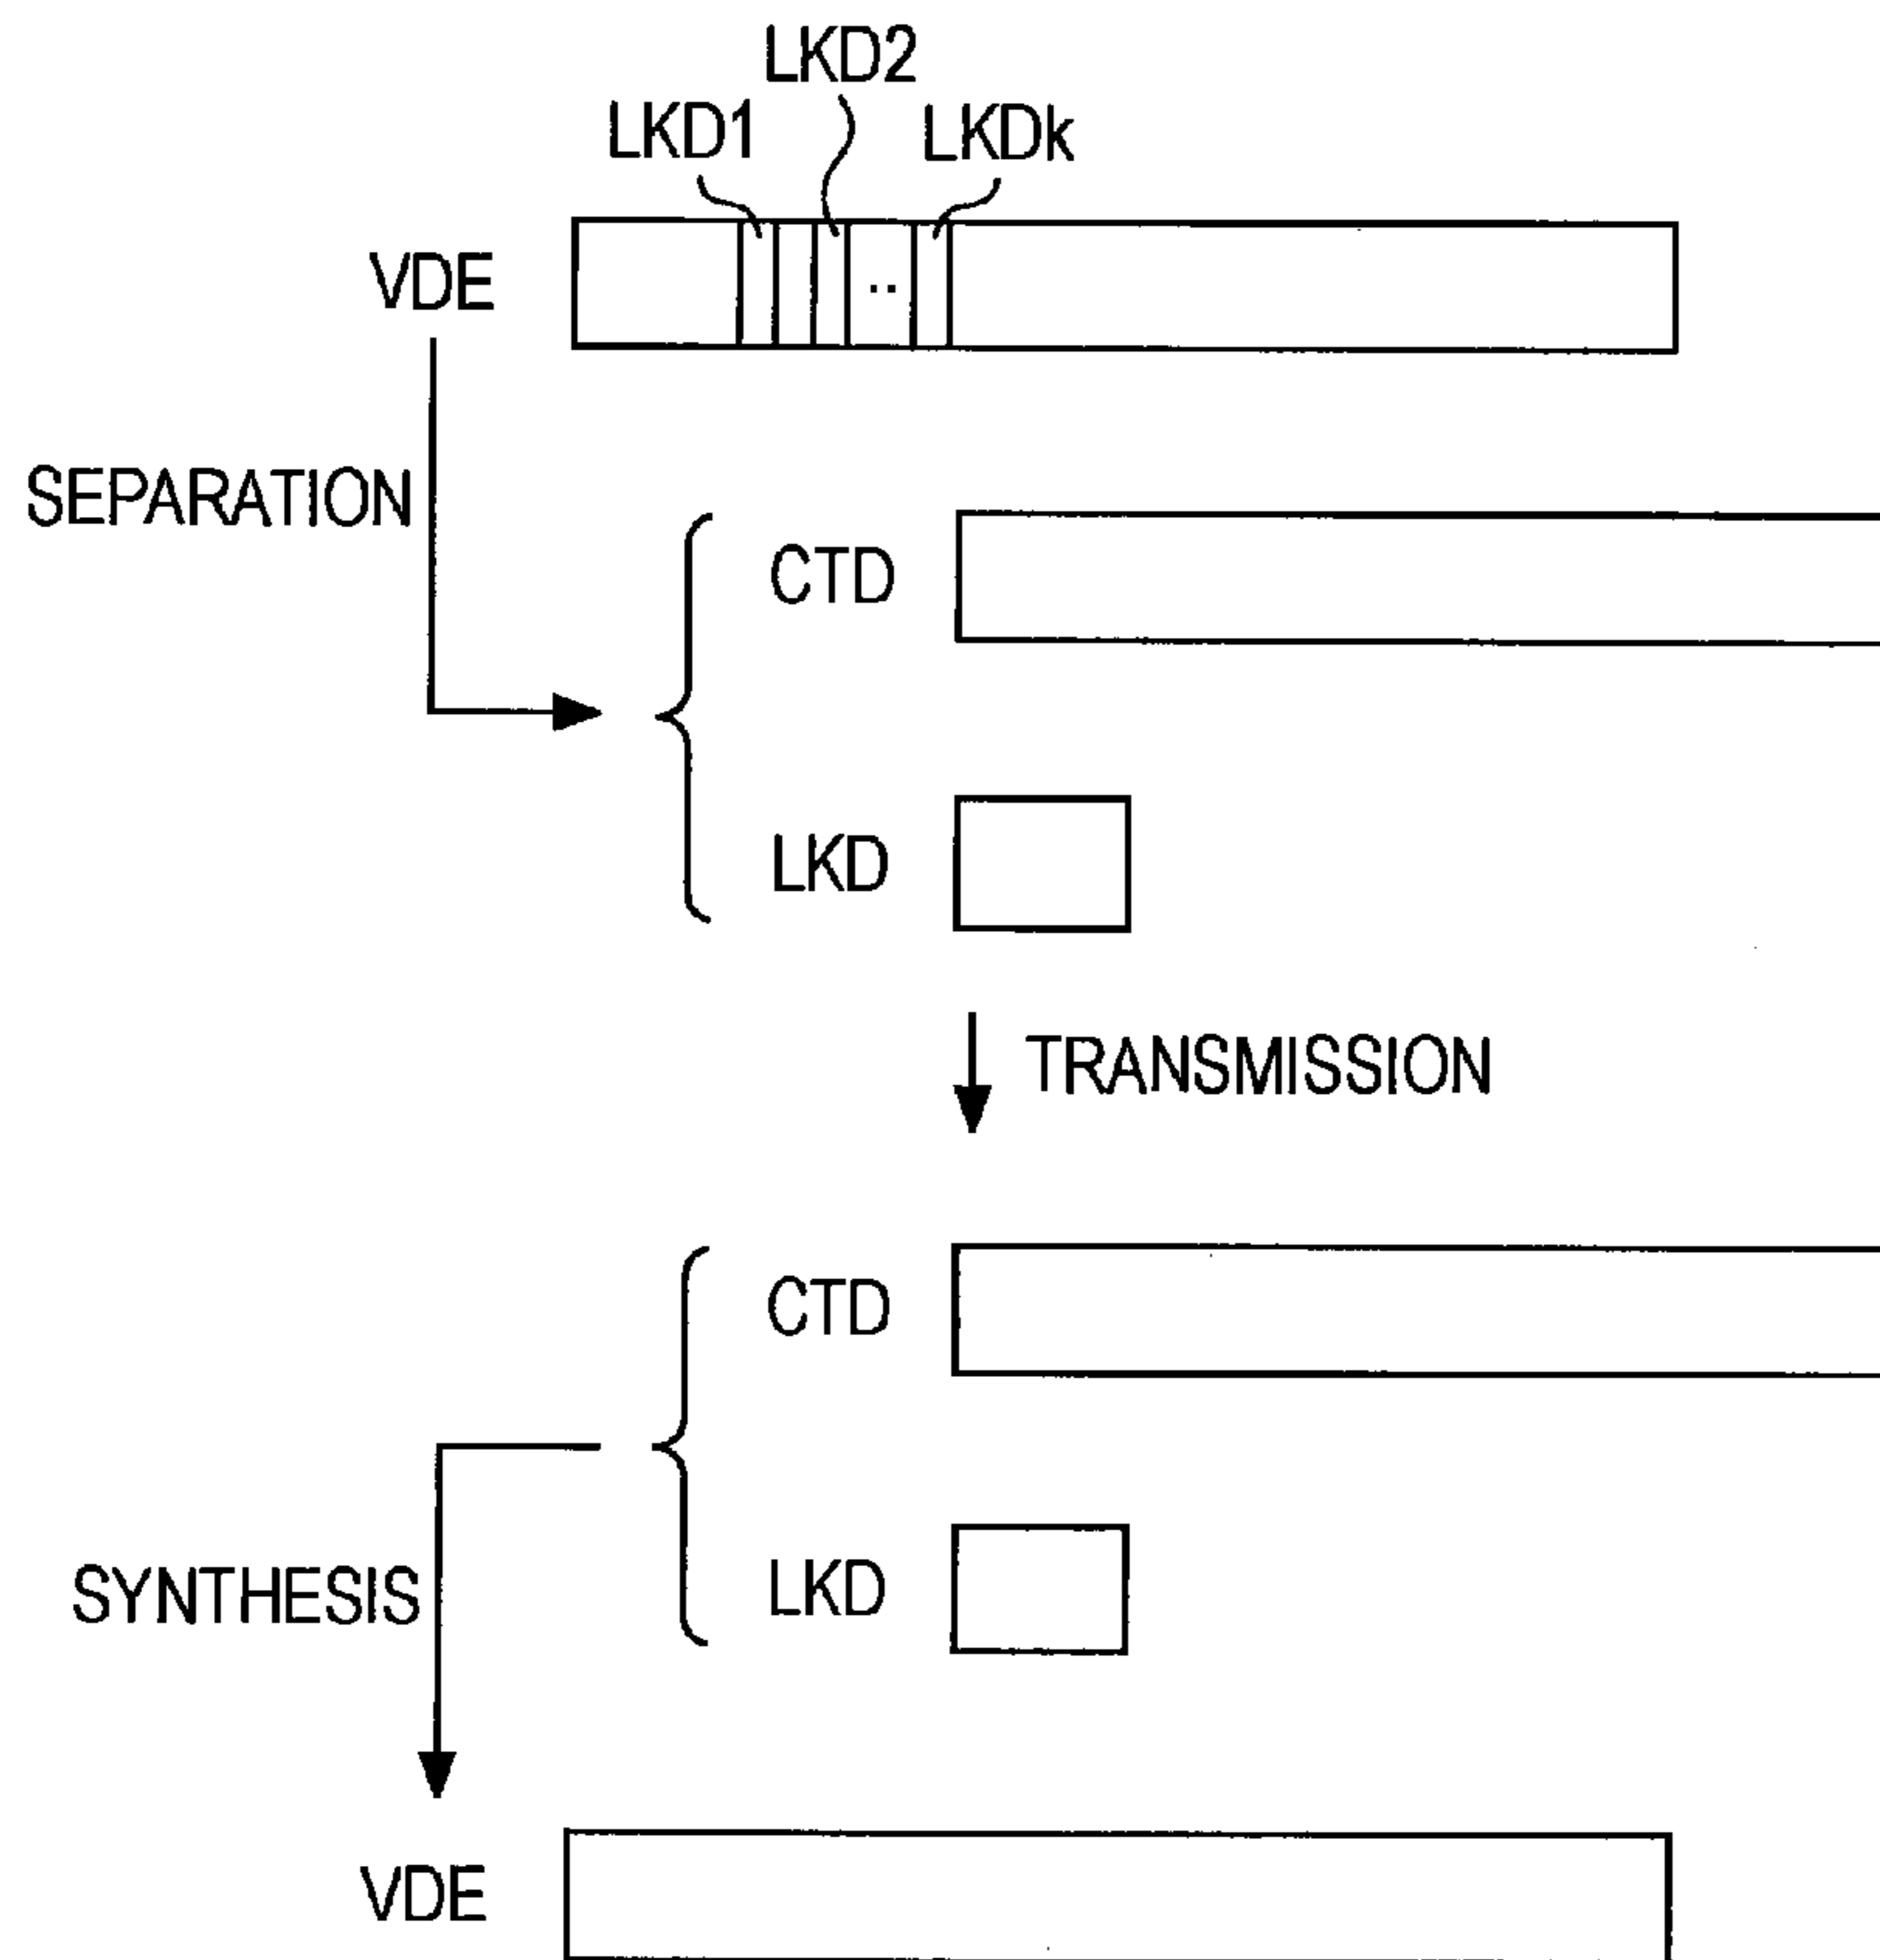 LKD2
LKD1
LKDk
VDE
..
SEPARATION
CTD
LKD
TRANSMISSION
CTD
LKD
SYNTHESIS
VDE